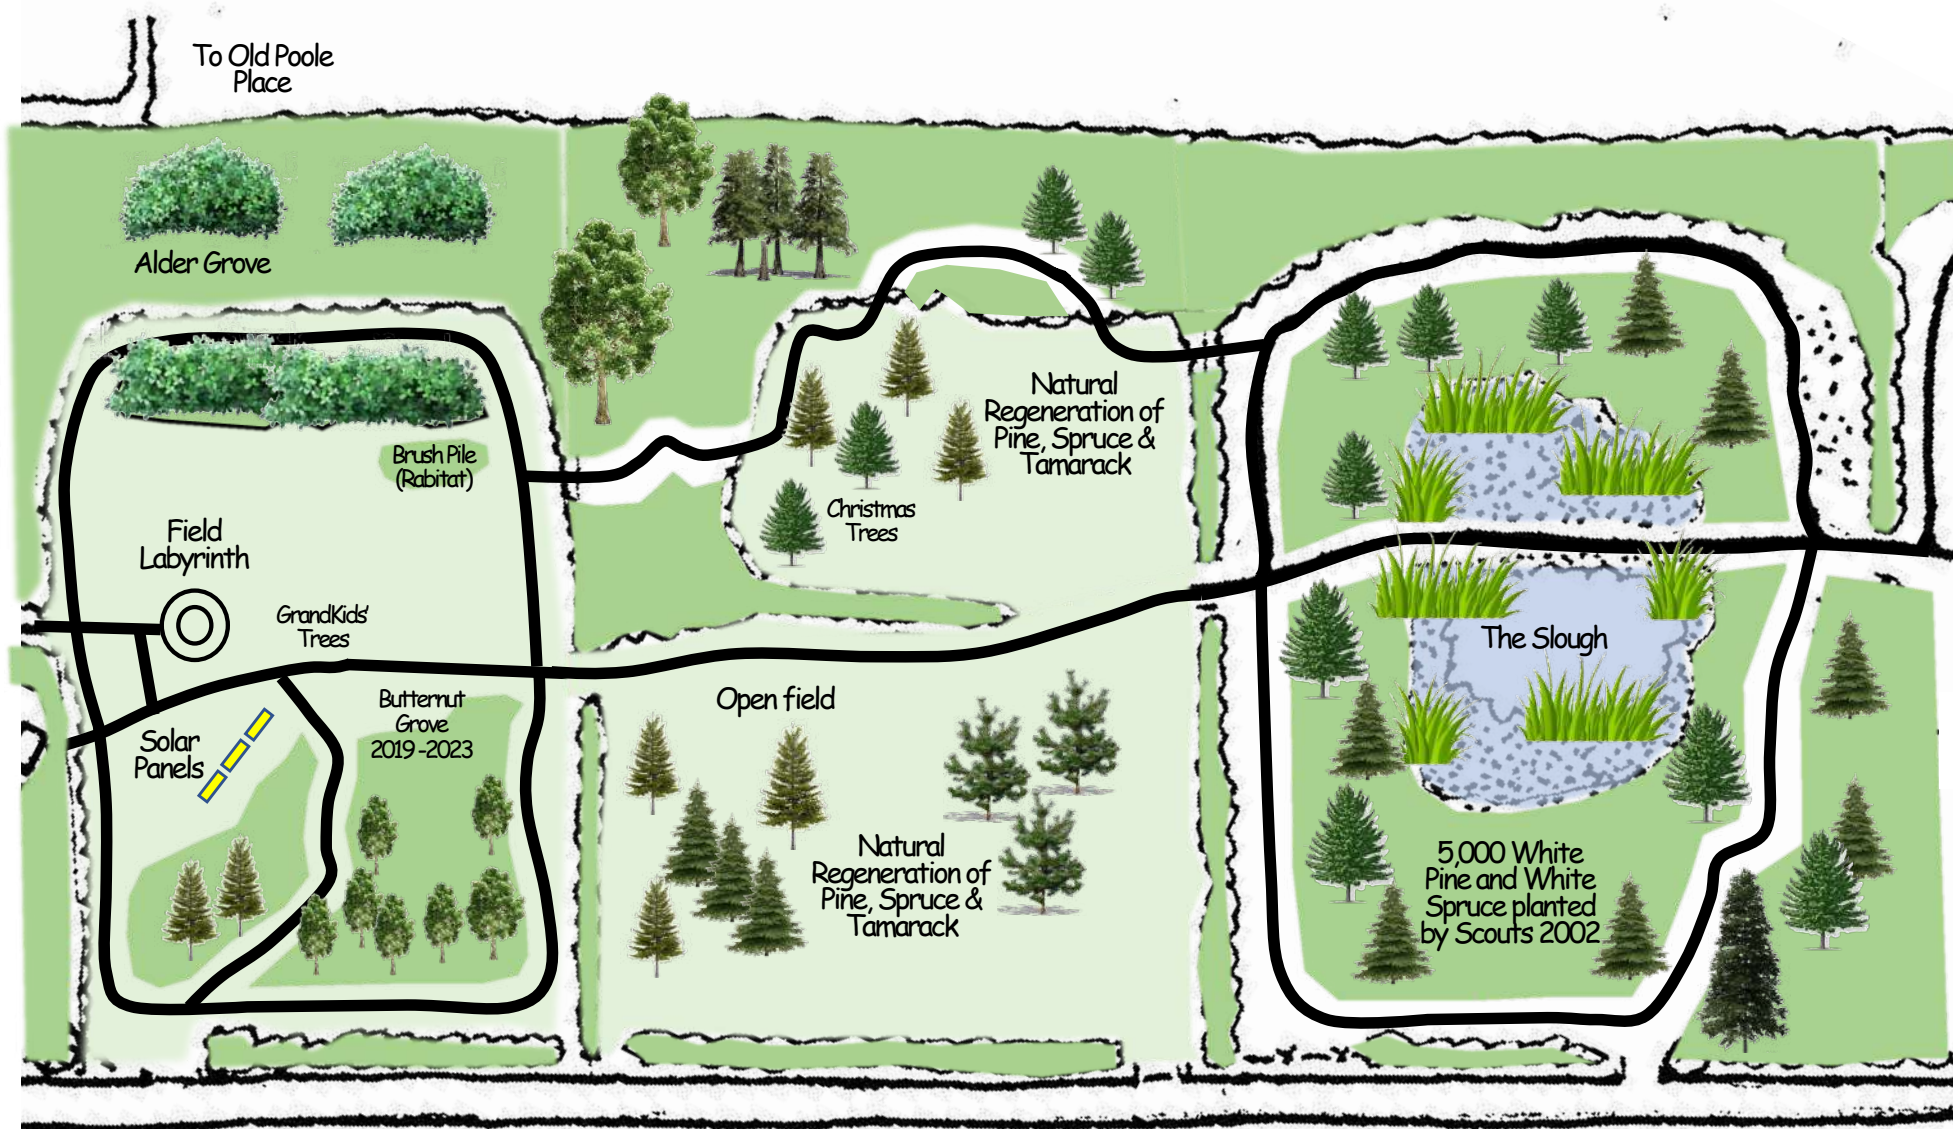 To Old Poole
Place
Alder Grove
Brush Pile
(Rabitat)
Natural
Regeneration of
Pine, Spruce &
Tamarack
Christmas
Trees
Field
Labyrinth
GrandKids'
Trees
The Slough
Butternut
Grove
2019-2023
Open field
Solar
Panels
Natural
Regeneration of
Pine, Spruce &
Tamarack
5,000 White
Pine and White
Spruce planted
by Scouts 2002